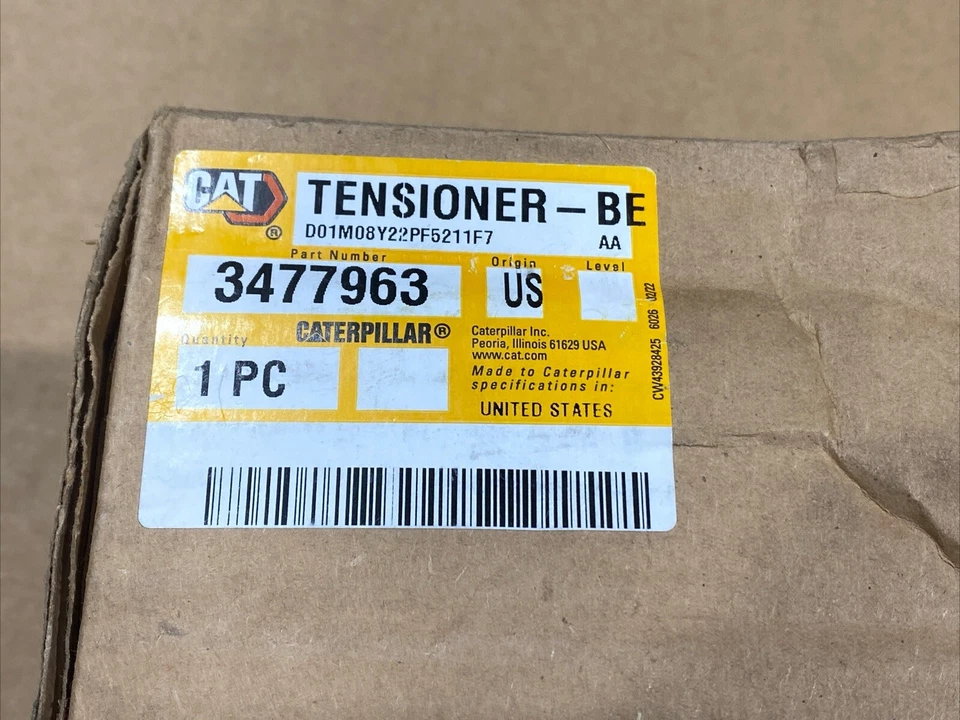 CAT®
TENSIONER-BE
D01M08Y22PF5211F7 AA
Part Number Origin Level
3477963 US
Quantity
CATERPILLAR®
1 PC
Caterpillar Inc.
Peoria, Illinois 61629 USA
www.cat.com
Made to Caterpillar
specifications in:
UNITED STATES
CW43928425 6026 02/22